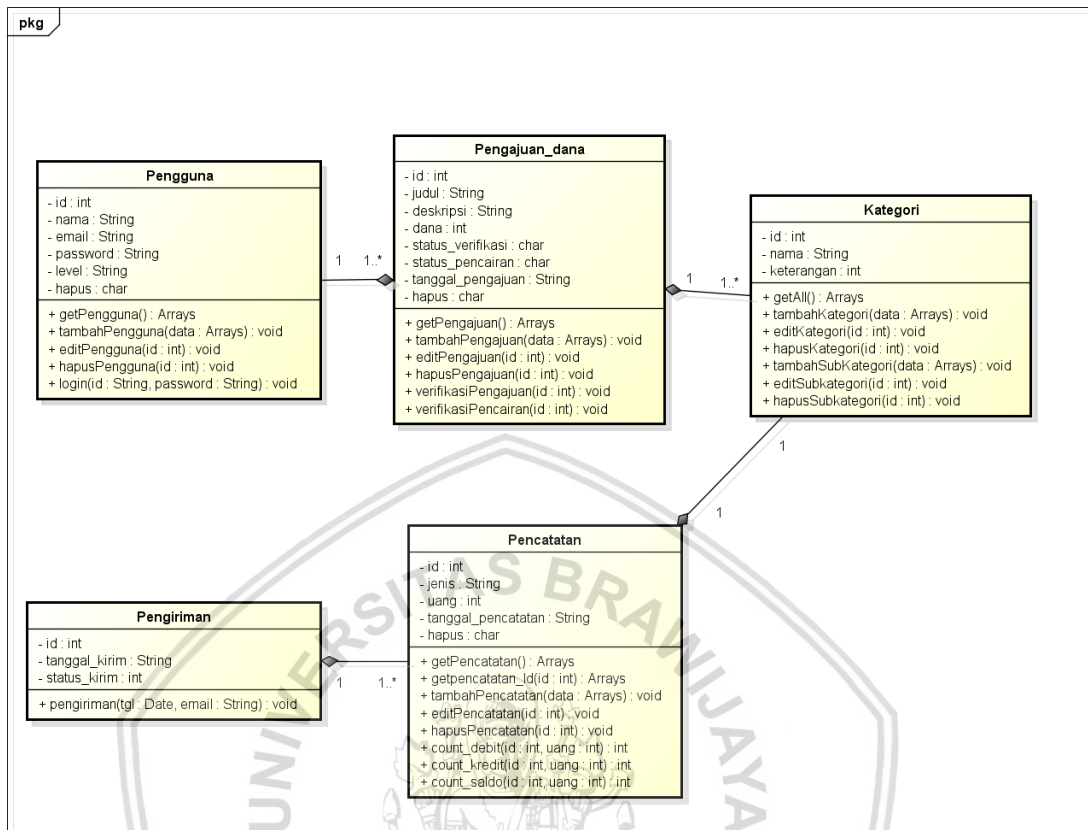 pkg
Pengguna
- id : int
- nama : String
- email : String
- password : String
- level : String
- hapus : char
+ getPengguna() : Arrays
+ tambahPengguna(data : Arrays) : void
+ editPengguna(id : int) : void
+ hapusPengguna(id : int) : void
+ login(id : String, password : String) : void
1
1..*
Pengajuan_dana
- id : int
- judul : String
- deskripsi : String
- dana : int
- status_verifikasi : char
- status_pencairan : char
- tanggal_pengajuan : String
- hapus : char
+ getPengajuan() : Arrays
+ tambahPengajuan(data : Arrays) : void
+ editPengajuan(id : int) : void
+ hapusPengajuan(id : int) : void
+ verifikasiPengajuan(id : int) : void
+ verifikasiPencairan(id : int) : void
1
1..*
Kategori
- id : int
- nama : String
- keterangan : int
+ getAll() : Arrays
+ tambahKategori(data : Arrays) : void
+ editKategori(id : int) : void
+ hapusKategori(id : int) : void
+ tambahSubKategori(data : Arrays) : void
+ editSubkategori(id : int) : void
+ hapusSubkategori(id : int) : void
1
1
Pencatatan
- id : int
- jenis : String
- uang : int
- tanggal_pencatatan : String
- hapus : char
+ getPencatatan() : Arrays
+ getpencatatan_Id(id : int) : Arrays
+ tambahPencatatan(data : Arrays) : void
+ editPencatatan(id : int) : void
+ hapusPencatatan(id : int) : void
+ count_debit(id : int, uang : int) : int
+ count_kredit(id : int, uang : int) : int
+ count_saldo(id : int, uang : int) : int
Pengiriman
- id : int
- tanggal_kirim : String
- status_kirim : int
+ pengiriman(tgl : Date, email : String) : void
1
1..*
UNIVERSITAS BRAWIJAYA